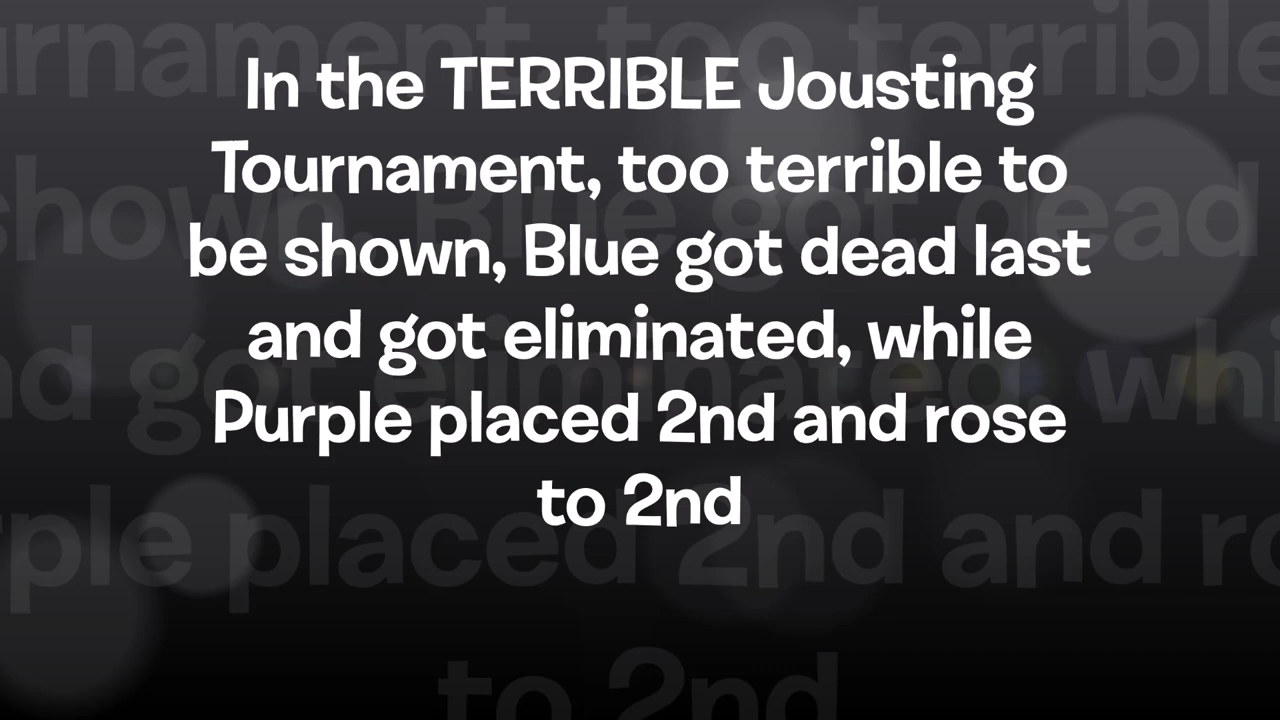 In the TERRIBLE Jousting
Tournament, too terrible to
be shown, Blue got dead last
and got eliminated, while
Purple placed 2nd and rose
to 2nd